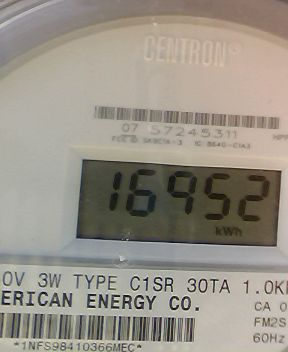 CENTRON®
07 57245311
16952
kWh
0V 3W TYPE C1SR 30TA 1.0K
ERICAN ENERGY CO.
CA 0
FM2S
60Hz
*1NFS98410366MEC*